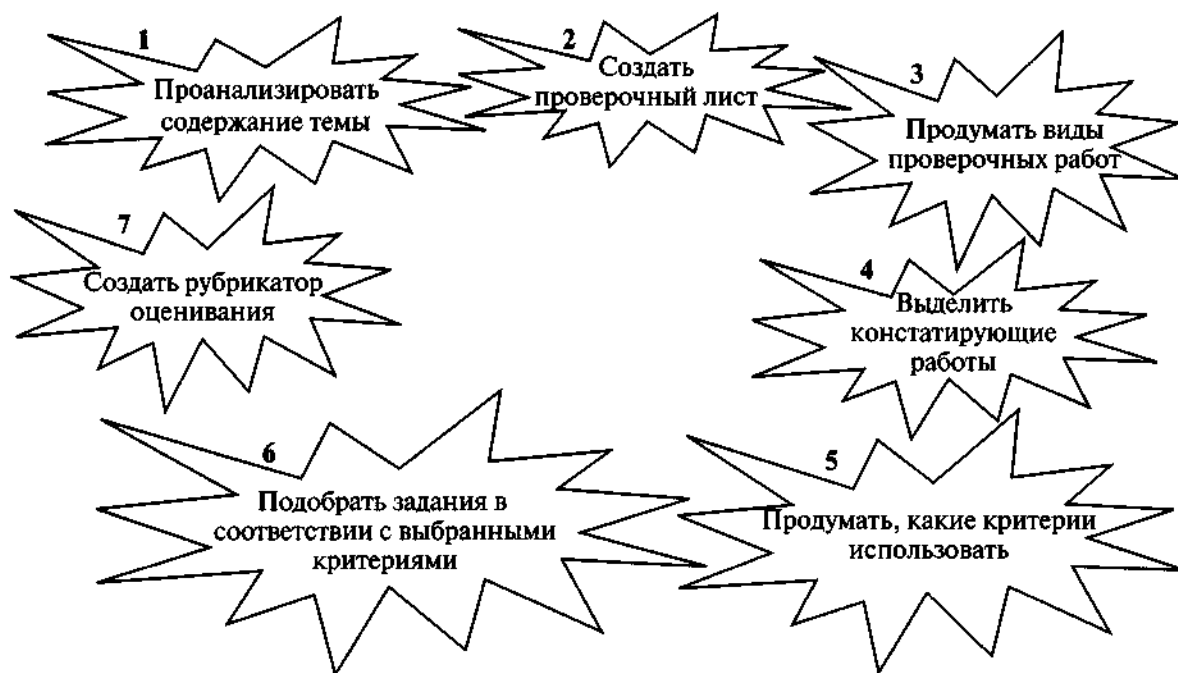 1
Проанализировать
содержание темы
2
Создать
проверочный лист
3
Продумать виды
проверочных работ
4
Выделить
констатирующие
работы
5
Продумать, какие критерии
использовать
6
Подобрать задания в
соответствии с выбранными
критериями
7
Создать рубрикатор
оценивания